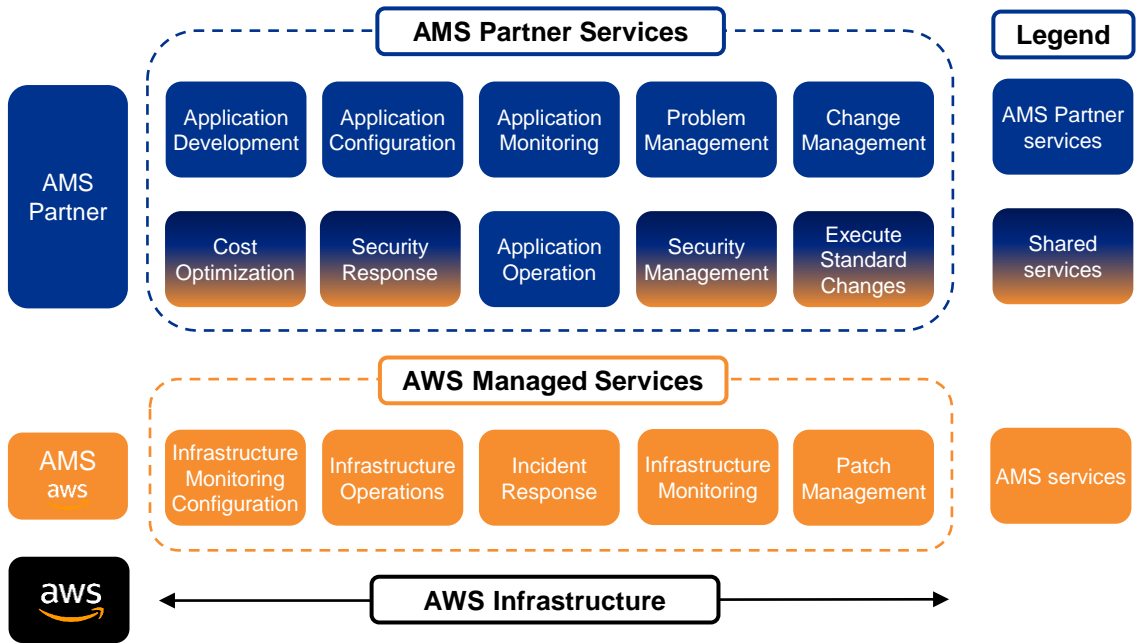 AMS Partner Services
Legend
AMS
Partner
Application
Development
Application
Configuration
Application
Monitoring
Problem
Management
Change
Management
AMS Partner
services
Cost
Optimization
Security
Response
Application
Operation
Security
Management
Execute
Standard
Changes
Shared
services
AWS Managed Services
AMS
aws
Infrastructure
Monitoring
Configuration
Infrastructure
Operations
Incident
Response
Infrastructure
Monitoring
Patch
Management
AMS services
aws
AWS Infrastructure